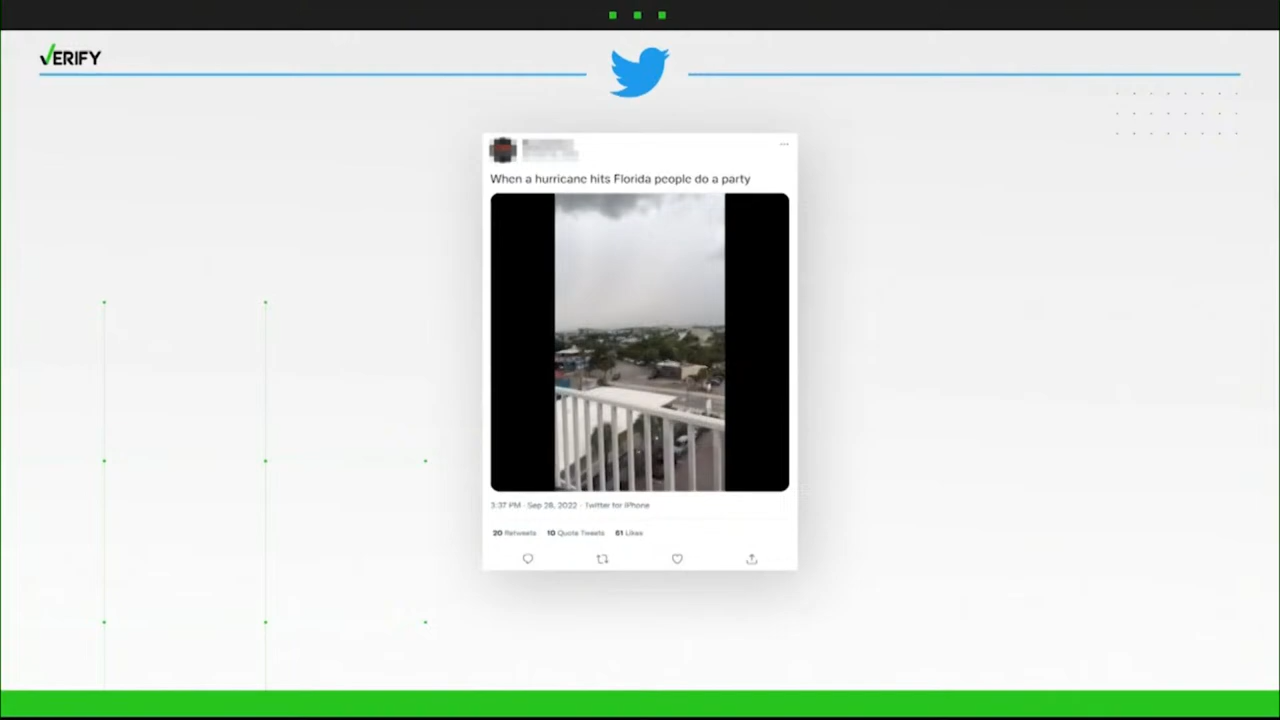 VERIFY
When a hurricane hits Florida people do a party
3:37 PM · Sep 28, 2022 · Twitter for iPhone
20 Retweets 10 Quote Tweets 61 Likes